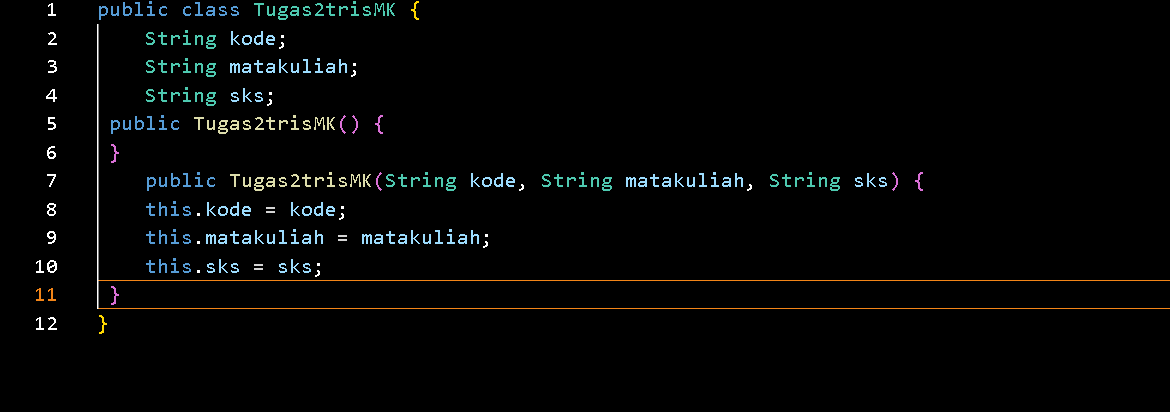 1 public class Tugas2trisMK {
2 String kode;
3 String matakuliah;
4 String sks;
5 public Tugas2trisMK() {
6 }
7 public Tugas2trisMK(String kode, String matakuliah, String sks) {
8 this.kode = kode;
9 this.matakuliah = matakuliah;
10 this.sks = sks;
11 }
12 }